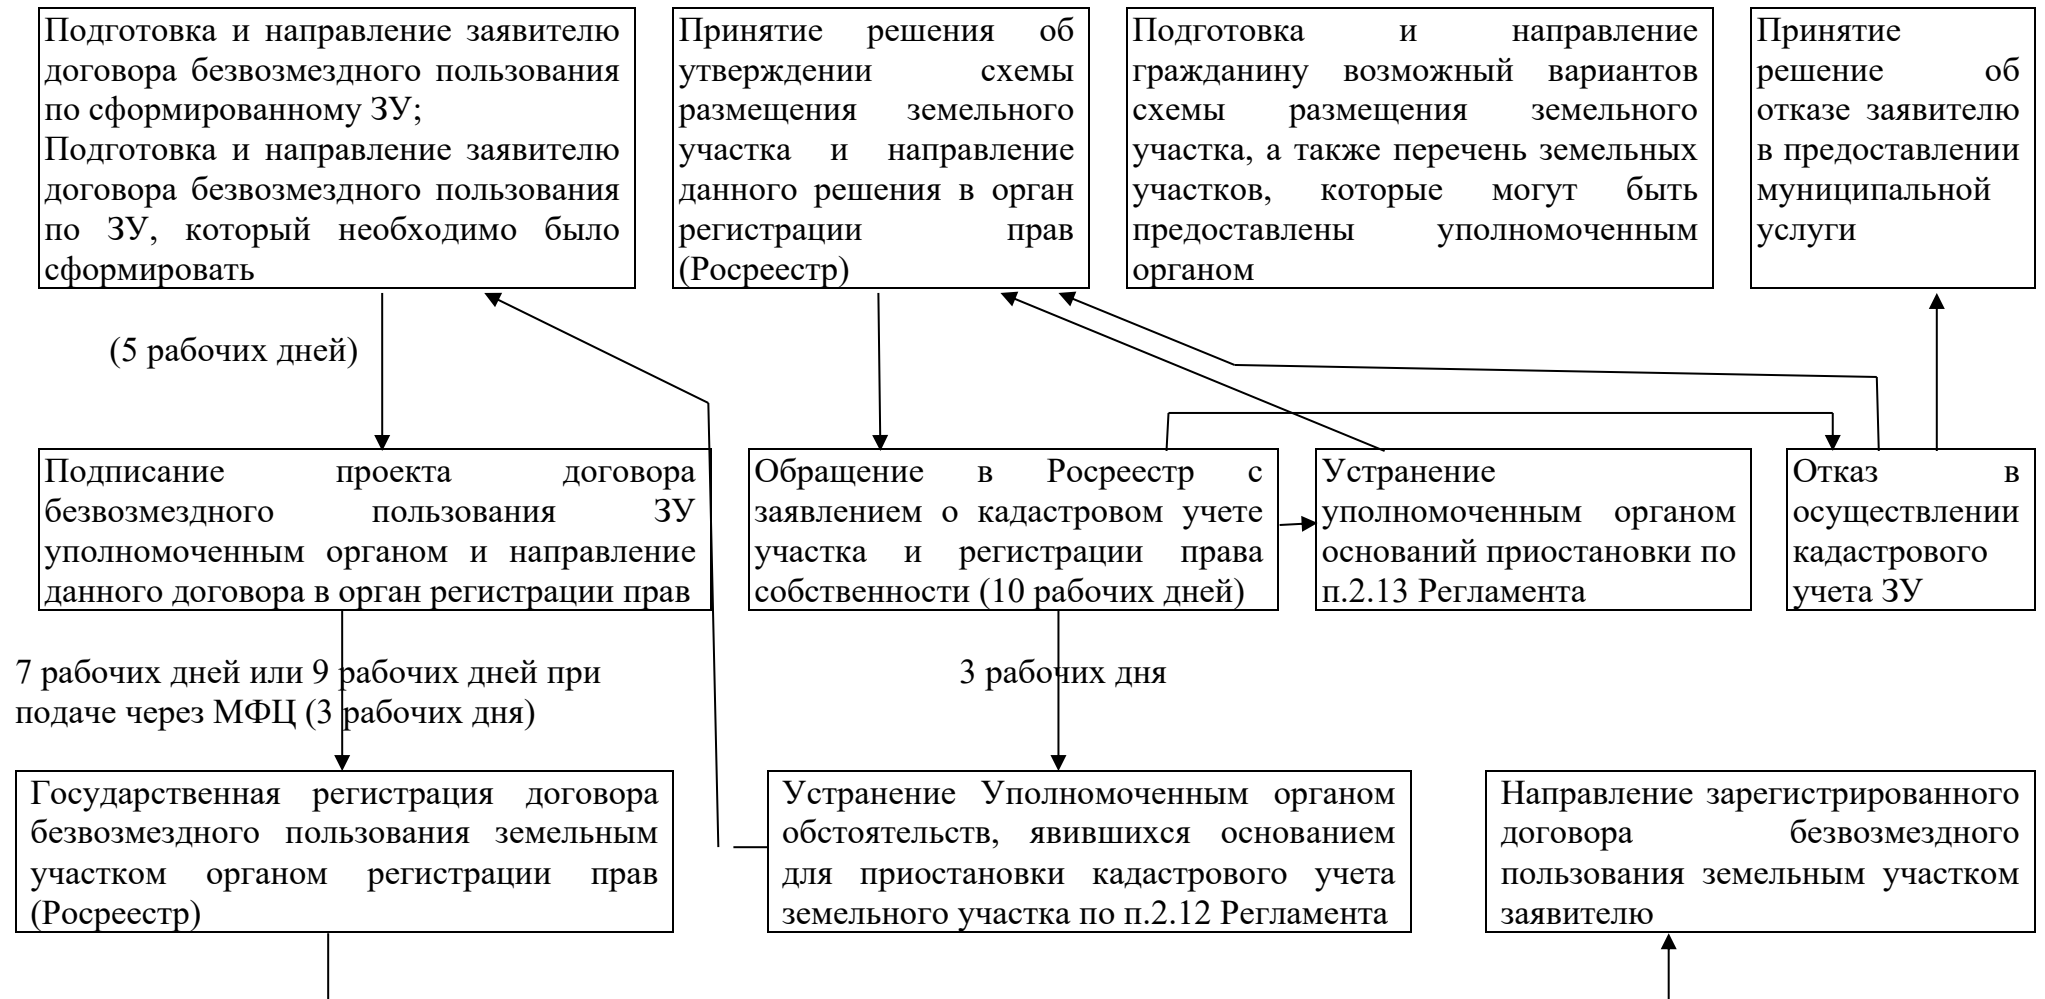 Подготовка и направление заявителю
договора безвозмездного пользования
по сформированному ЗУ;
Подготовка и направление заявителю
договора безвозмездного пользования
по ЗУ, который необходимо было
сформировать
Принятие решения об
утверждении схемы
размещения земельного
участка и направление
данного решения в орган
регистрации прав
(Росреестр)
Подготовка и направление
гражданину возможный вариантов
схемы размещения земельного
участка, а также перечень земельных
участков, которые могут быть
предоставлены уполномоченным
органом
Принятие
решение об
отказе заявителю
в предоставлении
муниципальной
услуги
(5 рабочих дней)
Подписание проекта договора
безвозмездного пользования ЗУ
уполномоченным органом и направление
данного договора в орган регистрации прав
Обращение в Росреестр с
заявлением о кадастровом учете
участка и регистрации права
собственности (10 рабочих дней)
Устранение
уполномоченным органом
оснований приостановки по
п.2.13 Регламента
Отказ в
осуществлении
кадастрового
учета ЗУ
7 рабочих дней или 9 рабочих дней при
подаче через МФЦ (3 рабочих дня)
3 рабочих дня
Государственная регистрация договора
безвозмездного пользования земельным
участком органом регистрации прав
(Росреестр)
Устранение Уполномоченным органом
обстоятельств, явившихся основанием
для приостановки кадастрового учета
земельного участка по п.2.12 Регламента
Направление зарегистрированного
договора безвозмездного
пользования земельным участком
заявителю